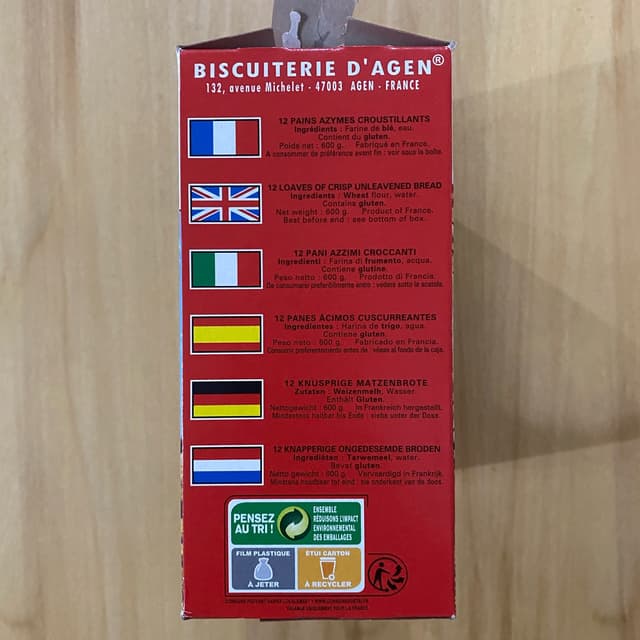 BISCUITERIE D'AGEN®
132, avenue Michelet - 47003 AGEN - FRANCE
12 PAINS AZYMES CROUSTILLANTS
Ingrédients : Farine de blé, eau.
Contient du gluten.
Poids net : 600 g. Fabriqué en France.
A consommer de préférence avant fin : voir sous la boîte.
12 LOAVES OF CRISP UNLEAVENED BREAD
Ingredients : Wheat flour, water.
Contains gluten.
Net weight : 600 g. Product of France.
Best before end : see bottom of box.
12 PANI AZZIMI CROCCANTI
Ingredienti : Farina di frumento, acqua.
Contiene glutine.
Peso netto : 600 g. Prodotto di Francia.
De consumarsi preferibilmente entro : vedere sotto la scatola.
12 PANES ÁCIMOS CUSCURREANTES
Ingredientes : Harina de trigo, agua.
Contiene gluten.
Peso neto : 600 g. Fabricado en Francia.
Consumir preferentemente antes de : véase al fondo de la caja.
12 KNUSPRIGE MATZENBROTE
Zutaten : Weizenmelh, Wasser.
Enthält Gluten.
Nettogewicht : 600 g. In Frankreich hergestellt.
Mindestens haltbar bis Ende : siebe unter der Dose.
12 KNAPPERIGE ONGEDESEMDE BRODEN
Ingrediëten : Tarwemeel, water.
Bevat gluten.
Netto gewicht : 600 g. Vervaardigd in Frankrijk.
Minstens houdbaar tot eind : zie onderkant van de doos.
PENSEZ
AU TRI !
ENSEMBLE
RÉDUISONS L'IMPACT
ENVIRONNEMENTAL
DES EMBALLAGES
FILM PLASTIQUE
À JETER
ÉTUI CARTON
À RECYCLER